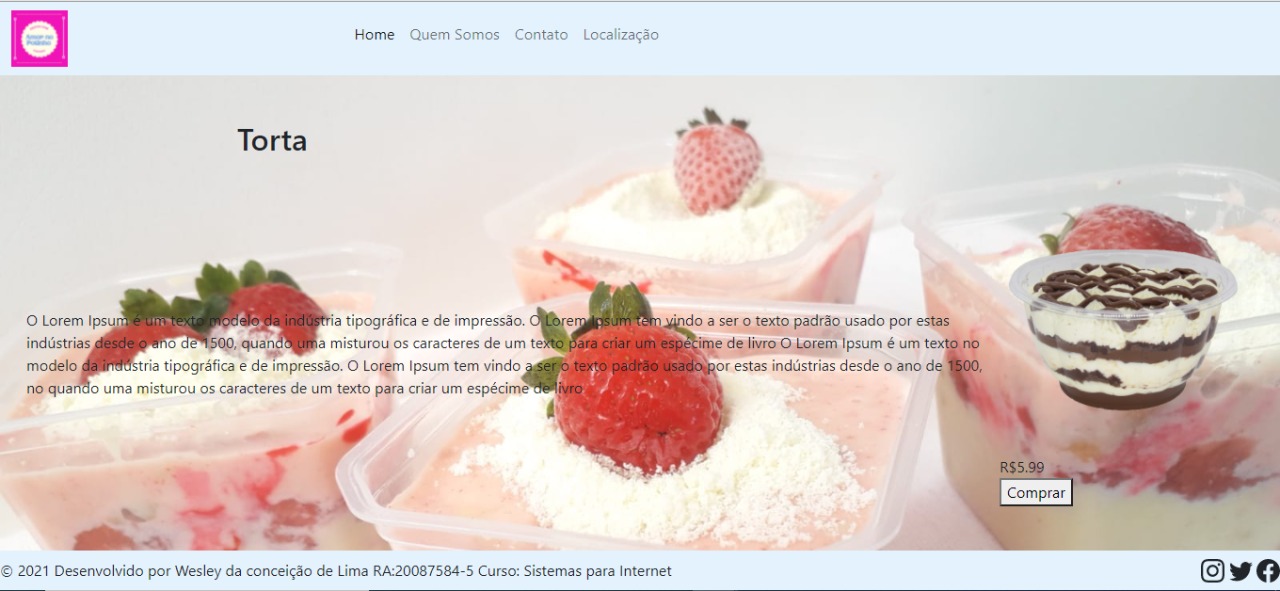 Amor no
Potinho
Home Quem Somos Contato Localização
Torta
O Lorem Ipsum é um texto modelo da indústria tipográfica e de impressão. O Lorem Ipsum tem vindo a ser o texto padrão usado por estas
indústrias desde o ano de 1500, quando uma misturou os caracteres de um texto para criar um espécime de livro O Lorem Ipsum é um texto no
modelo da indústria tipográfica e de impressão. O Lorem Ipsum tem vindo a ser o texto padrão usado por estas indústrias desde o ano de 1500,
no quando uma misturou os caracteres de um texto para criar um espécime de livro
R$5.99
Comprar
© 2021 Desenvolvido por Wesley da conceição de Lima RA:20087584-5 Curso: Sistemas para Internet